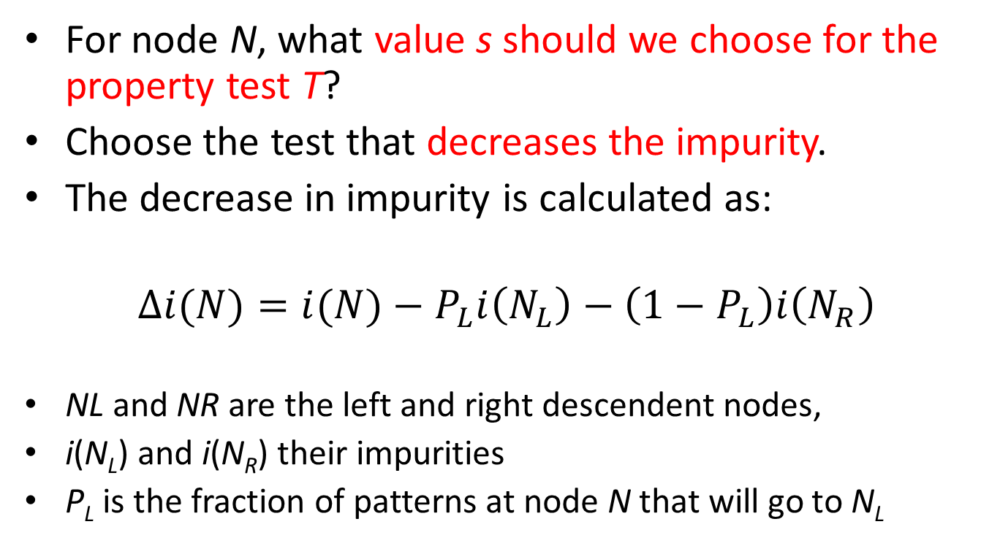 • For node N, what value s should we choose for the
property test T?
• Choose the test that decreases the impurity.
• The decrease in impurity is calculated as:
Δi(N) = i(N) − P_L i(N_L) − (1 − P_L)i(N_R)
• NL and NR are the left and right descendent nodes,
• i(N_L) and i(N_R) their impurities
• P_L is the fraction of patterns at node N that will go to N_L